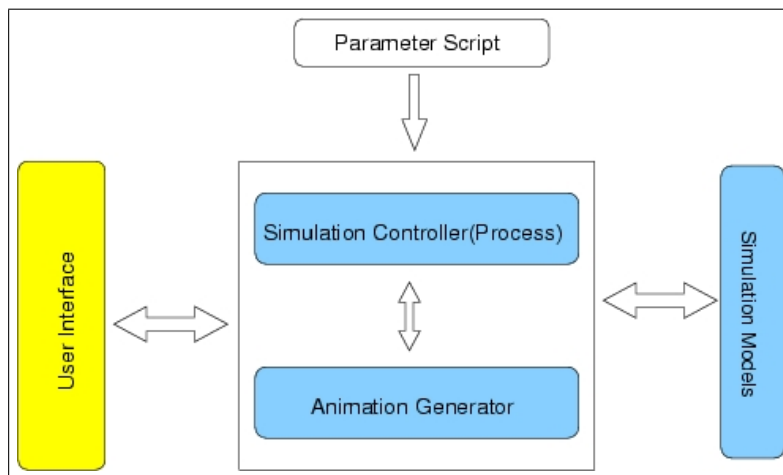 Parameter Script
User Interface
Simulation Controller(Process)
Animation Generator
Simulation Models